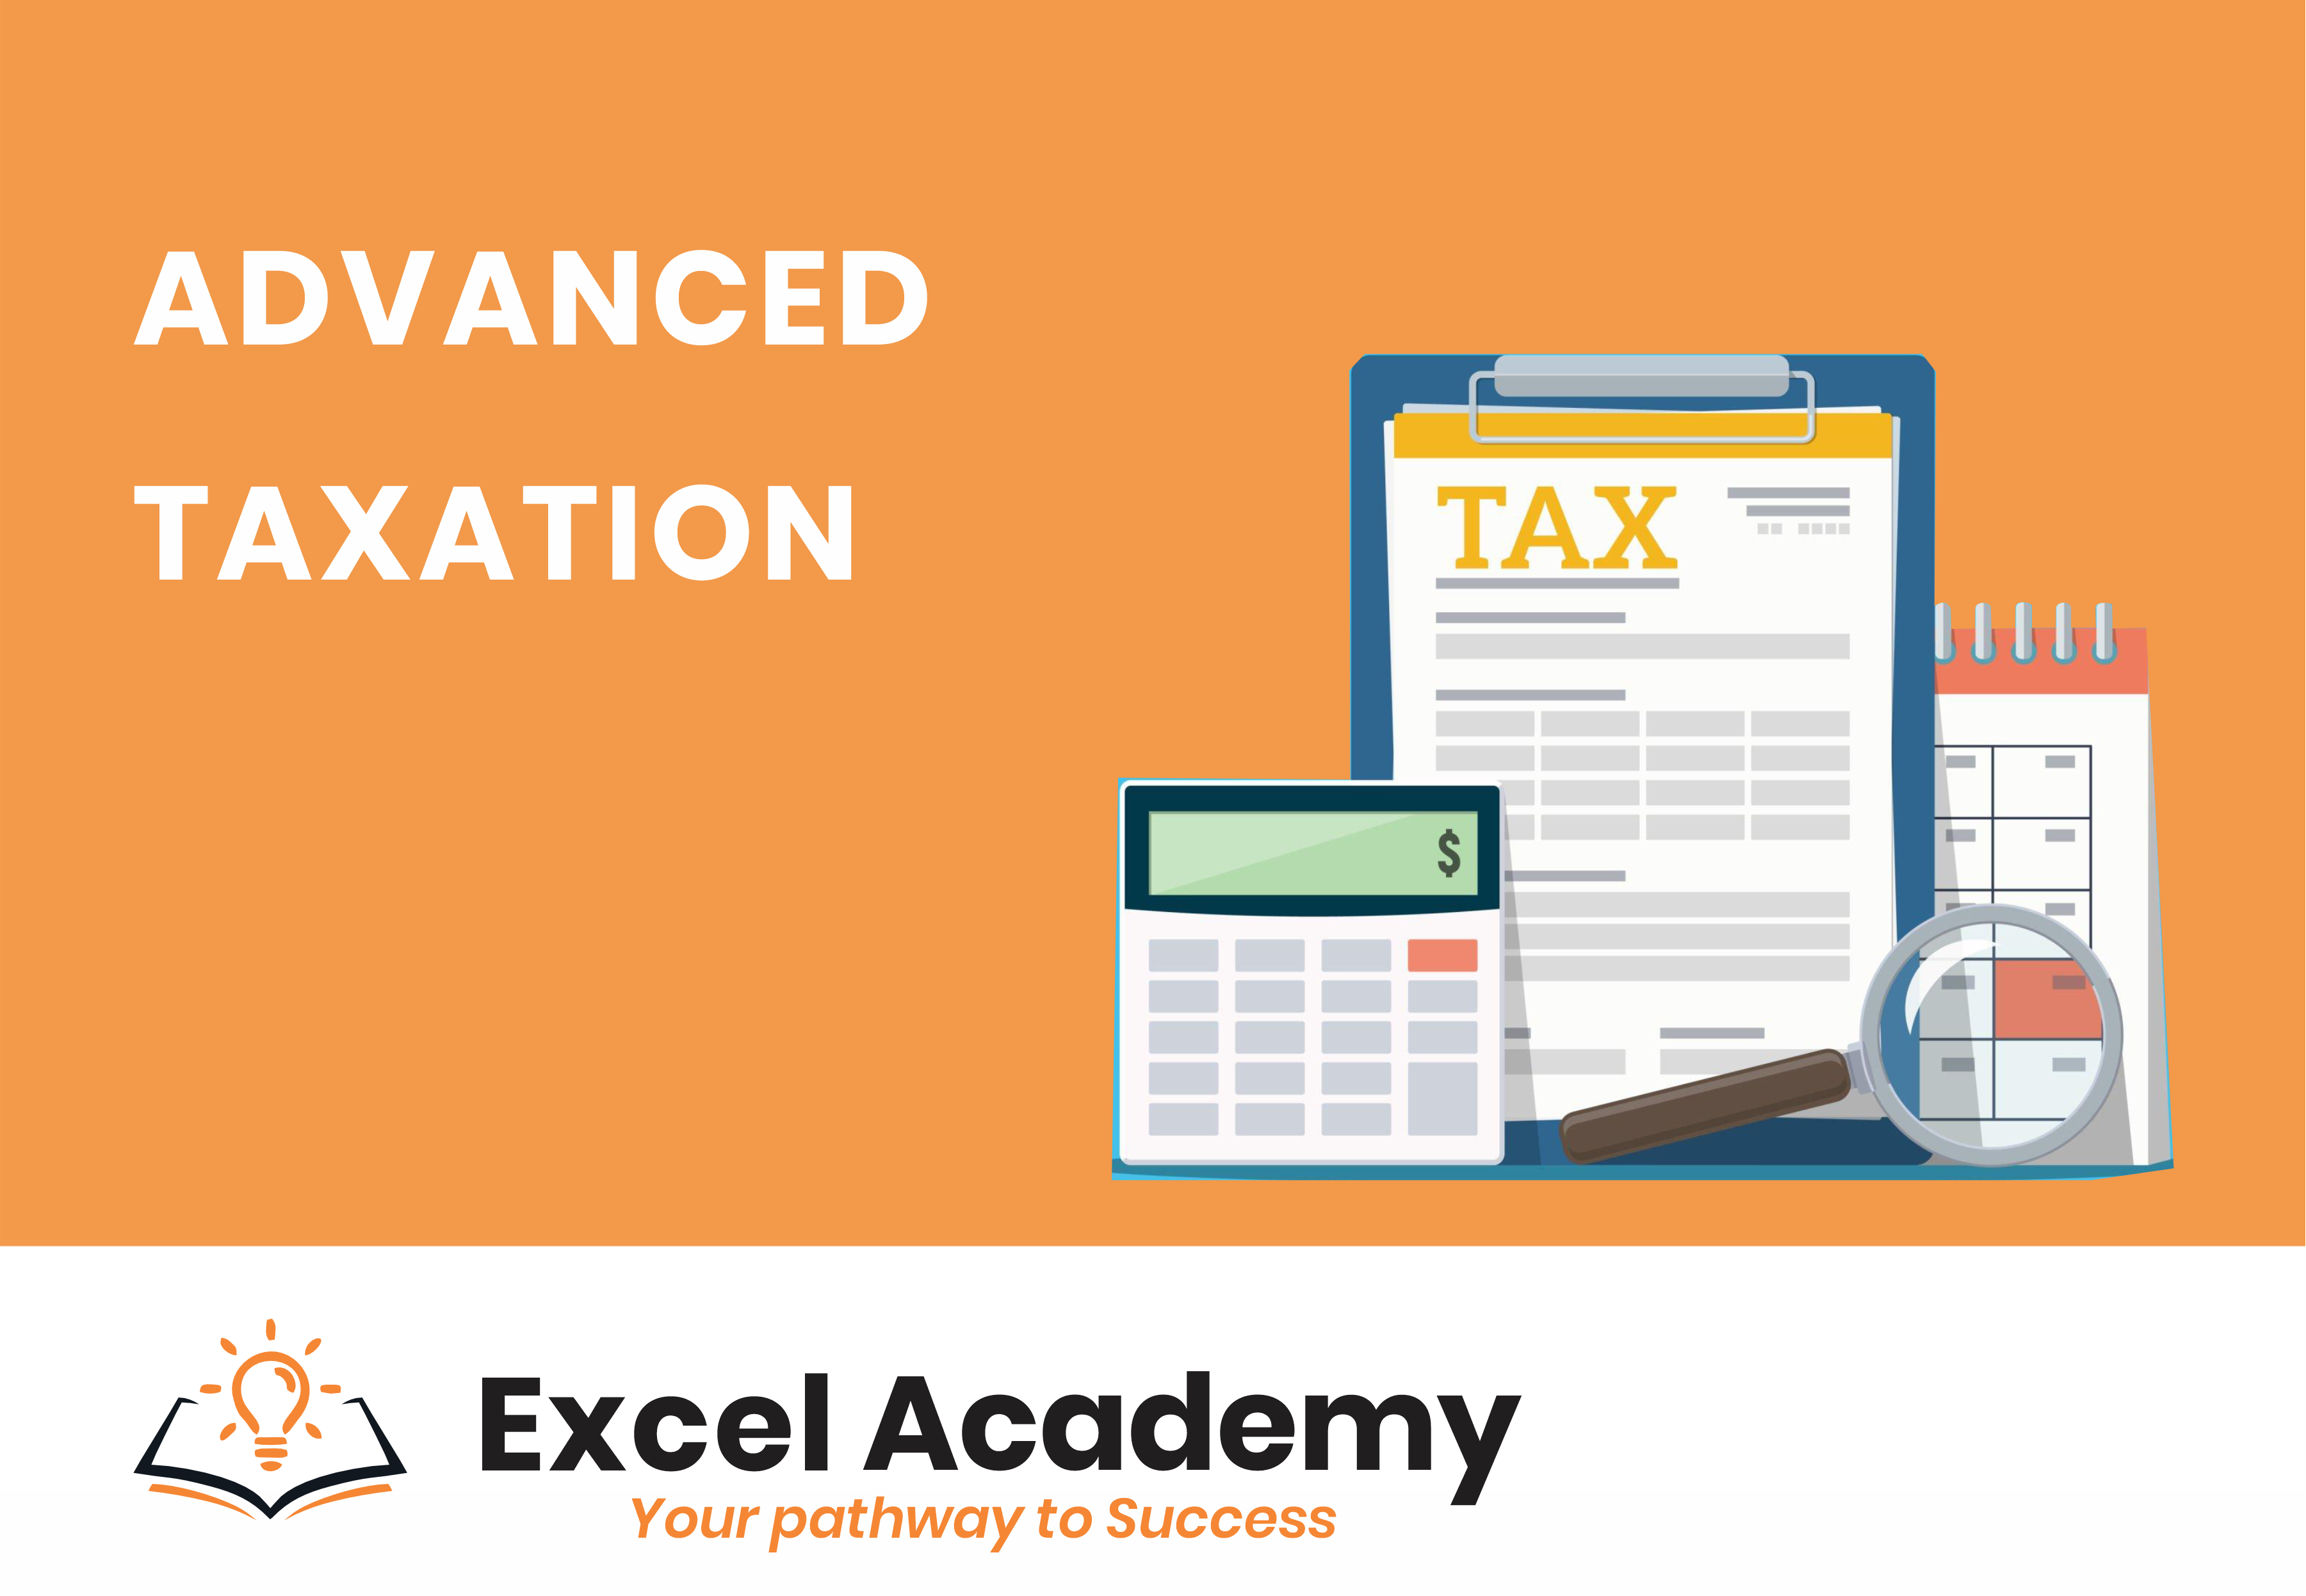 ADVANCED
TAXATION
TAX
$
Excel Academy
Your pathway to Success